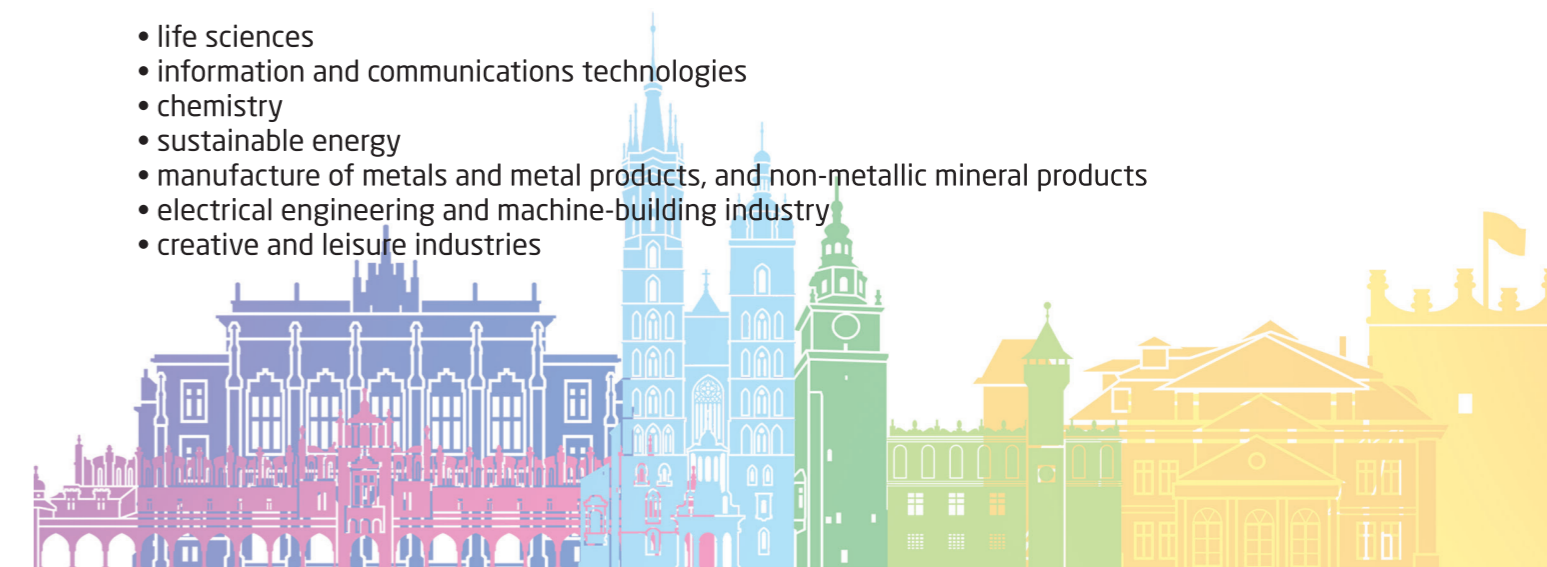 • life sciences
• information and communications technologies
• chemistry
• sustainable energy
• manufacture of metals and metal products, and non-metallic mineral products
• electrical engineering and machine-building industry
• creative and leisure industries